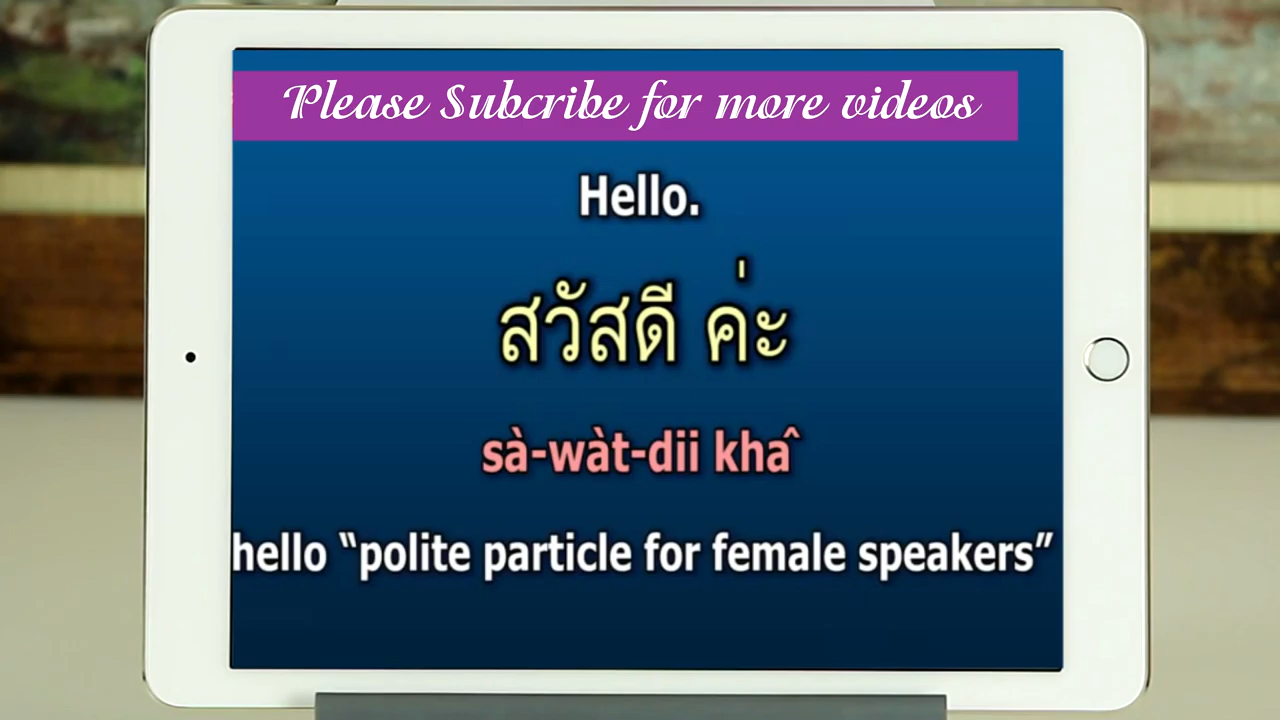 Please Subcribe for more videos
Hello.
สวัสดี ค่ะ
sà-wàt-dii khaˆ
hello “polite particle for female speakers”